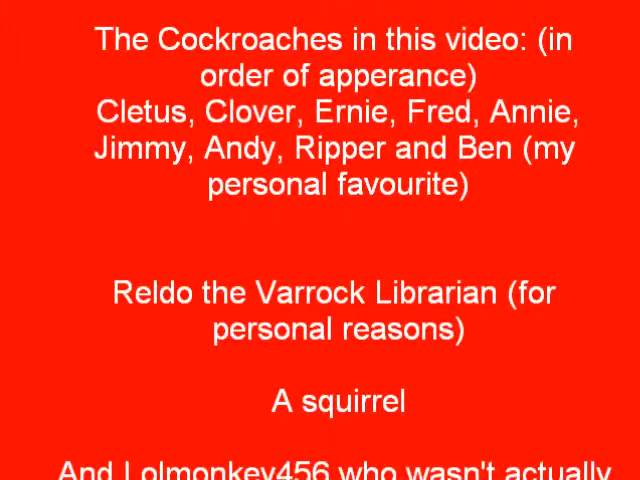 The Cockroaches in this video: (in
order of apperance)
Cletus, Clover, Ernie, Fred, Annie,
Jimmy, Andy, Ripper and Ben (my
personal favourite)
Reldo the Varrock Librarian (for
personal reasons)
A squirrel
And Lolmonkey456 who wasn't actually